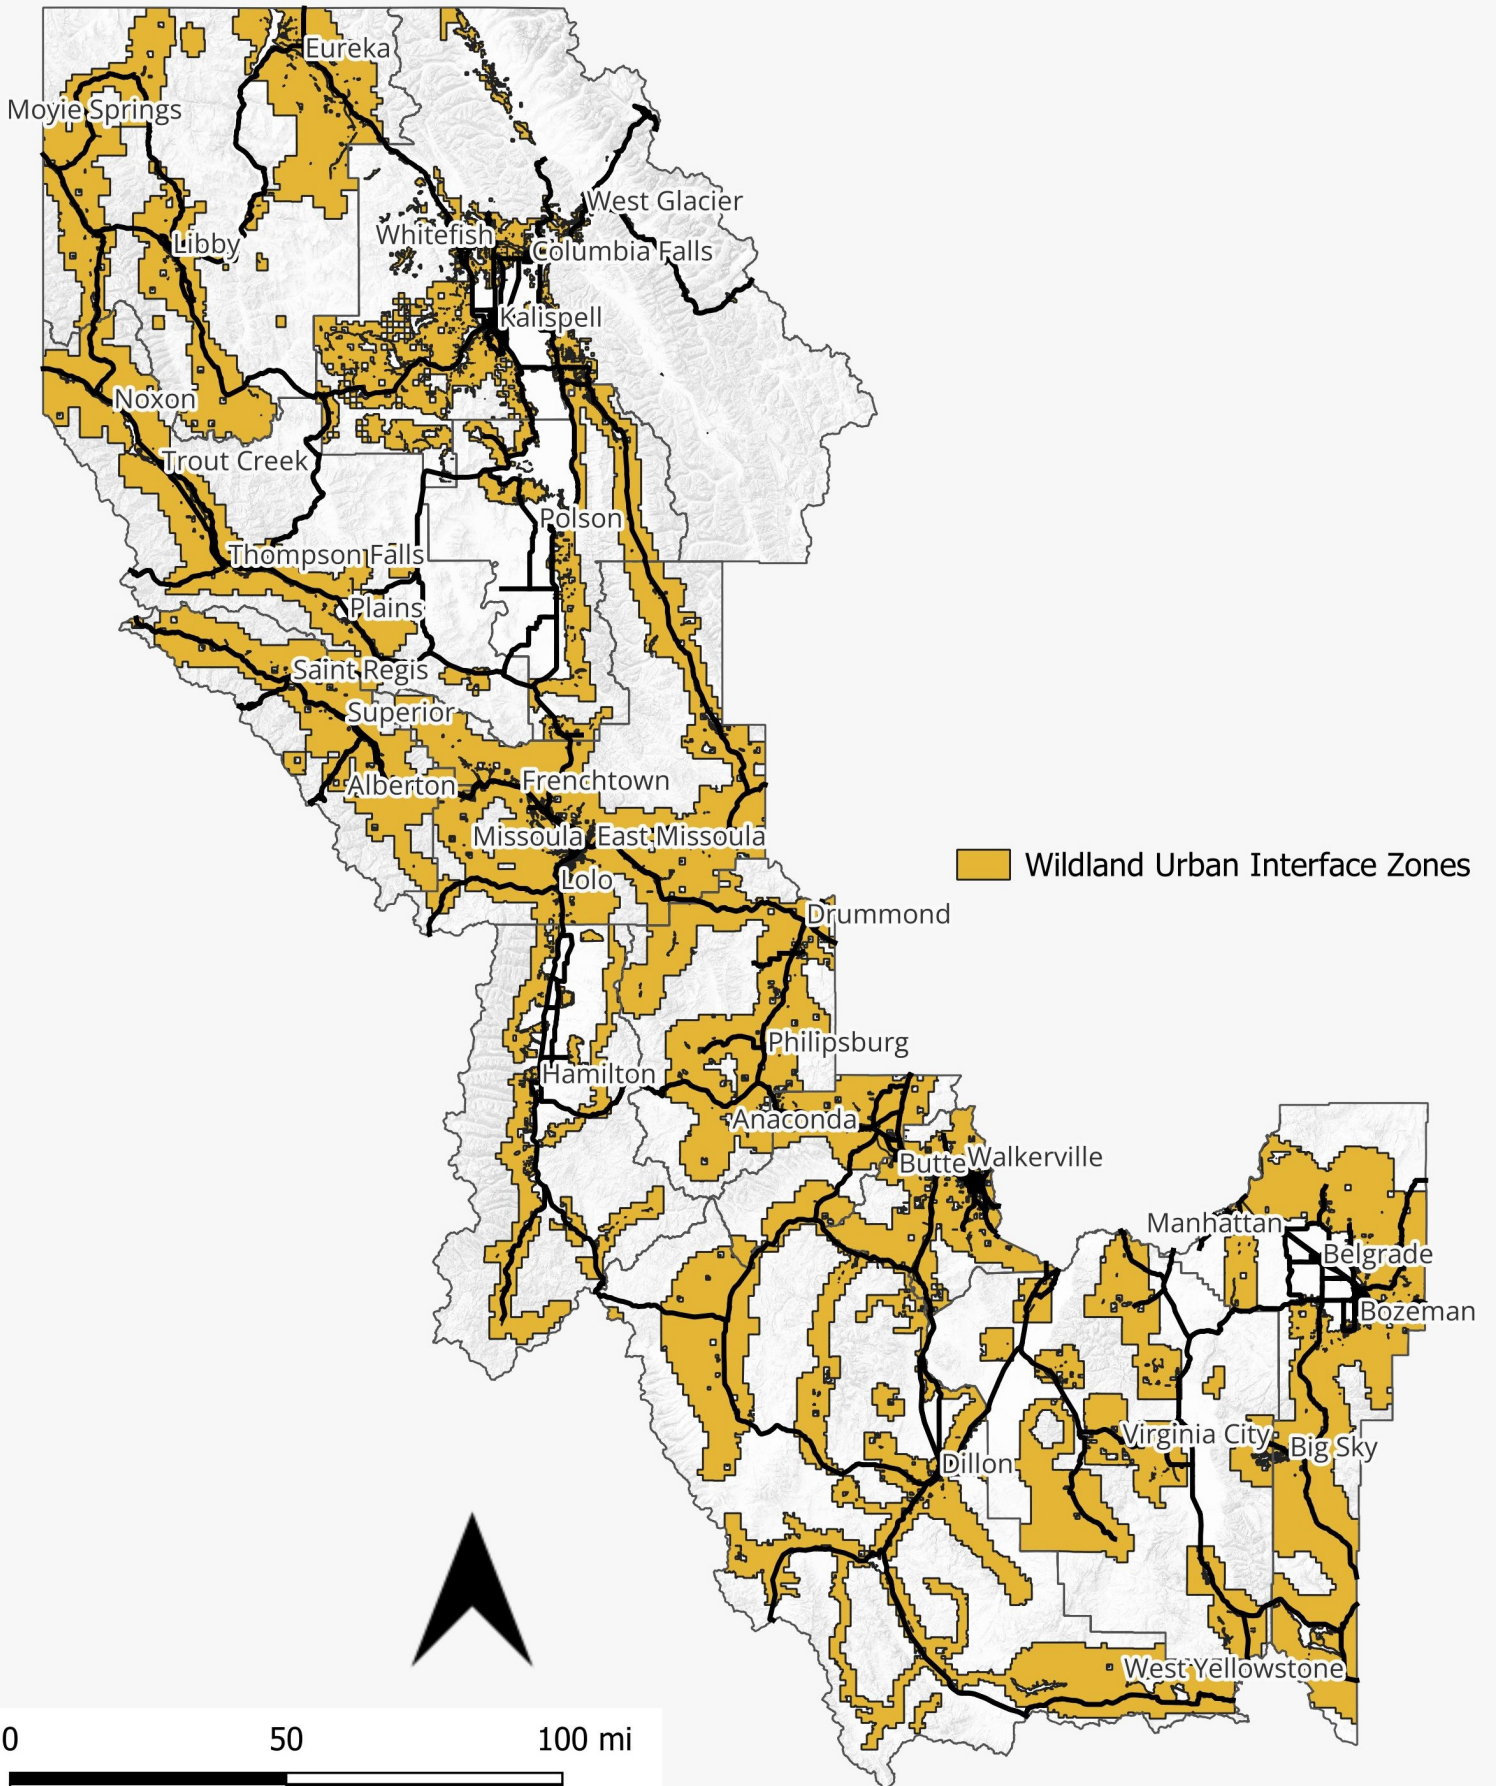 Eureka
Moyie Springs
West Glacier
Whitefish
Libby
Columbia Falls
Kalispell
Noxon
Trout Creek
Polson
Thompson Falls
Plains
Saint Regis
Superior
Alberton
Frenchtown
Missoula
East Missoula
Wildland Urban Interface Zones
Lolo
Drummond
Philipsburg
Hamilton
Anaconda
Butte
Walkerville
Manhattan
Belgrade
Bozeman
Virginia City
Big Sky
Dillon
West Yellowstone
0 50 100 mi